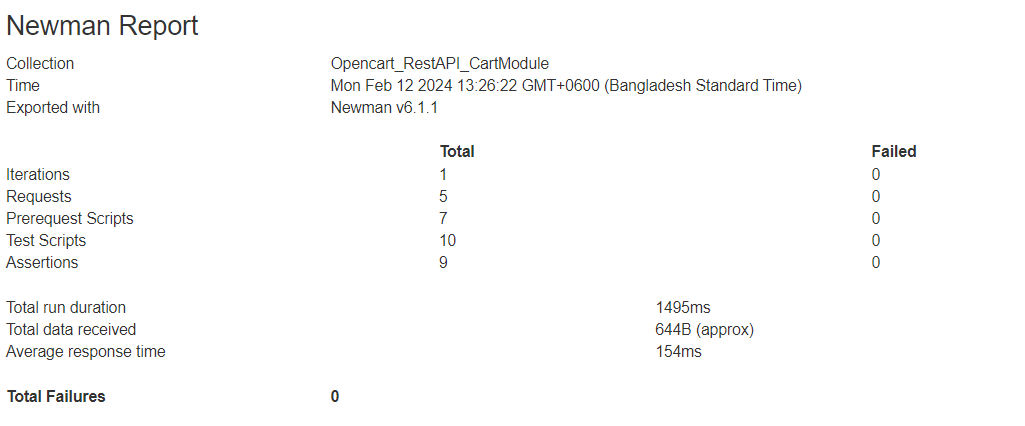 Newman Report
Collection Opencart_RestAPI_CartModule
Time Mon Feb 12 2024 13:26:22 GMT+0600 (Bangladesh Standard Time)
Exported with Newman v6.1.1
Total Failed
Iterations 1 0
Requests 5 0
Prerequest Scripts 7 0
Test Scripts 10 0
Assertions 9 0
Total run duration 1495ms
Total data received 644B (approx)
Average response time 154ms
Total Failures 0